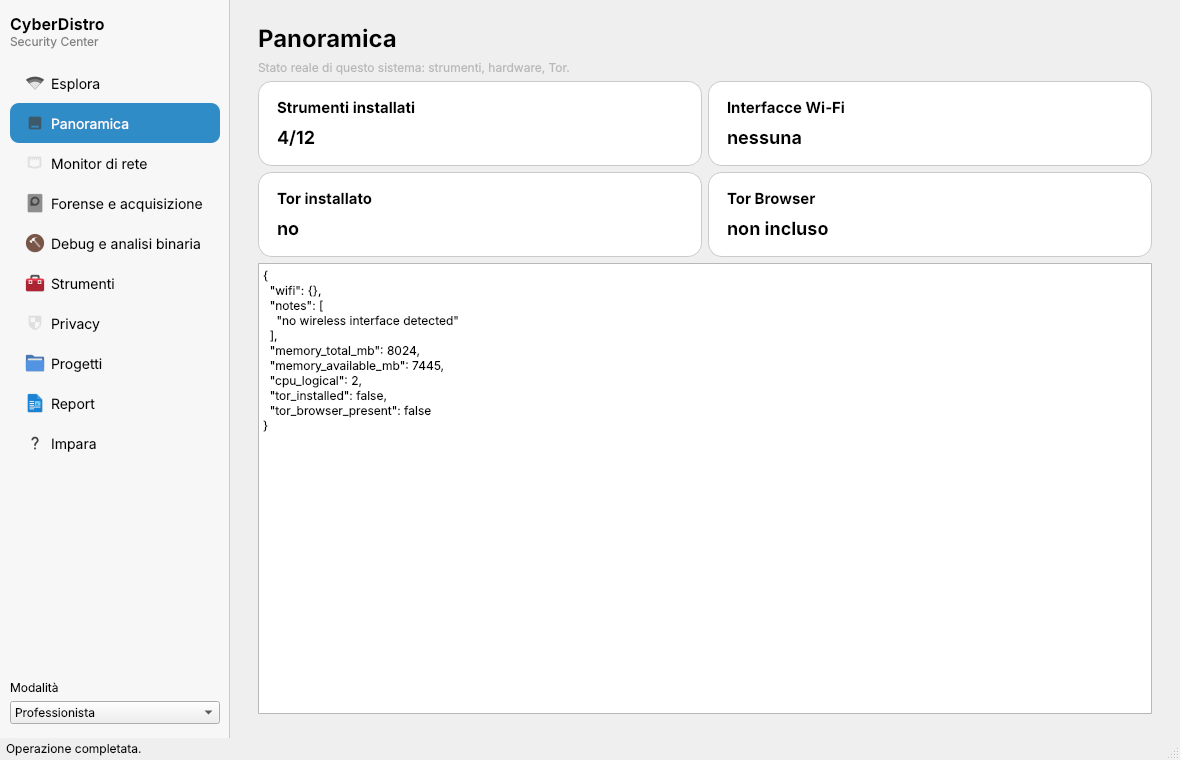 CyberDistro
Security Center
Esplora
Panoramica
Monitor di rete
Forense e acquisizione
Debug e analisi binaria
Strumenti
Privacy
Progetti
Report
? Impara
Modalità
Professionista
Operazione completata.
Panoramica
Stato reale di questo sistema: strumenti, hardware, Tor.
Strumenti installati
4/12
Interfacce Wi-Fi
nessuna
Tor installato
no
Tor Browser
non incluso
{
  "wifi": {},
  "notes": [
    "no wireless interface detected"
  ],
  "memory_total_mb": 8024,
  "memory_available_mb": 7445,
  "cpu_logical": 2,
  "tor_installed": false,
  "tor_browser_present": false
}